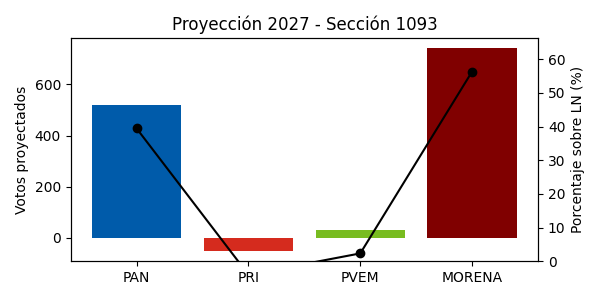 Proyección 2027 - Sección 1093
Votos proyectados
600
400
200
0
Porcentaje sobre LN (%)
60
50
40
30
20
10
0
PAN
PRI
PVEM
MORENA